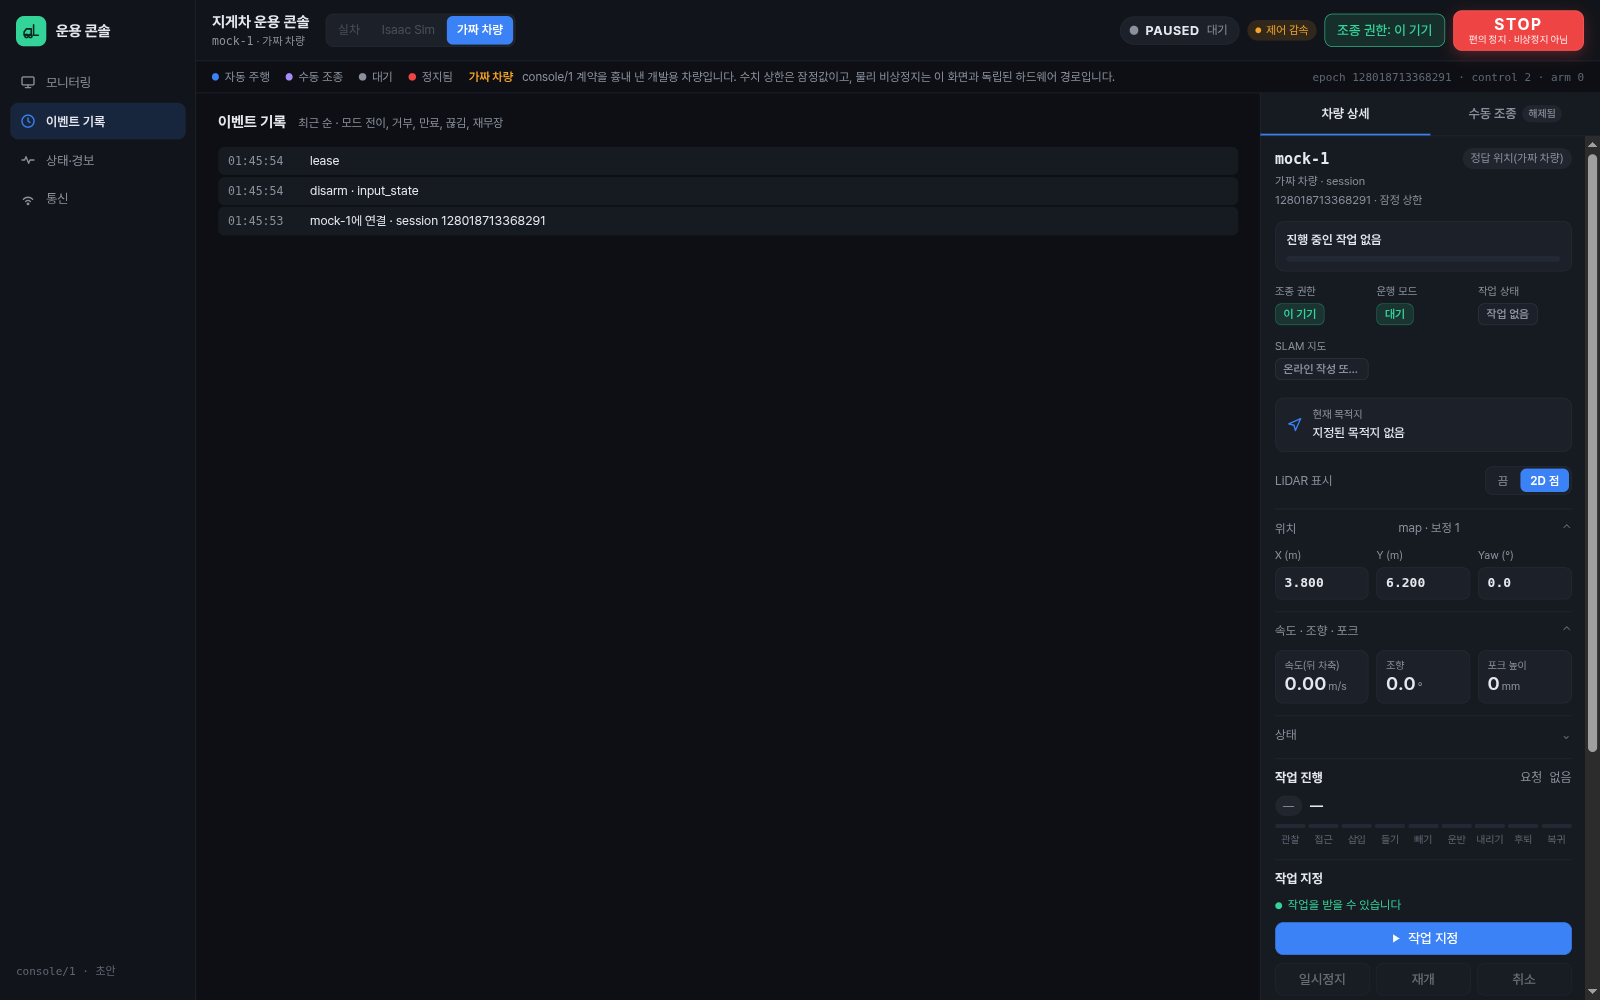 운용 콘솔
모니터링
이벤트 기록
상태·경보
통신
console/1 · 초안
지게차 운용 콘솔
mock-1 · 가짜 차량
실차 Isaac Sim 가짜 차량
PAUSED 대기
제어 감속
조종 권한: 이 기기
STOP
편의 정지 · 비상정지 아님
자동 주행 수동 조종 대기 정지됨 가짜 차량 console/1 계약을 흉내 낸 개발용 차량입니다. 수치 상한은 잠정값이고, 물리 비상정지는 이 화면과 독립된 하드웨어 경로입니다.
epoch 128018713368291 · control 2 · arm 0
이벤트 기록 최근 순 · 모드 전이, 거부, 만료, 끊김, 재무장
01:45:54 lease
01:45:54 disarm · input_state
01:45:53 mock-1에 연결 · session 128018713368291
차량 상세 수동 조종 해제됨
mock-1 정답 위치(가짜 차량)
가짜 차량 · session
128018713368291 · 잠정 상한
진행 중인 작업 없음
조종 권한 운행 모드 작업 상태
이 기기 대기 작업 없음
SLAM 지도
온라인 작성 또…
현재 목적지
지정된 목적지 없음
LiDAR 표시 끔 2D 점
위치 map · 보정 1
X (m) Y (m) Yaw (°)
3.800 6.200 0.0
속도 · 조향 · 포크
속도(뒤 차축) 조향 포크 높이
0.00 m/s 0.0 ° 0 mm
상태
작업 진행 요청 없음
— —
관찰 접근 삽입 들기 빼기 운반 내리기 후퇴 복귀
작업 지정
작업을 받을 수 있습니다
작업 지정
일시정지 재개 취소